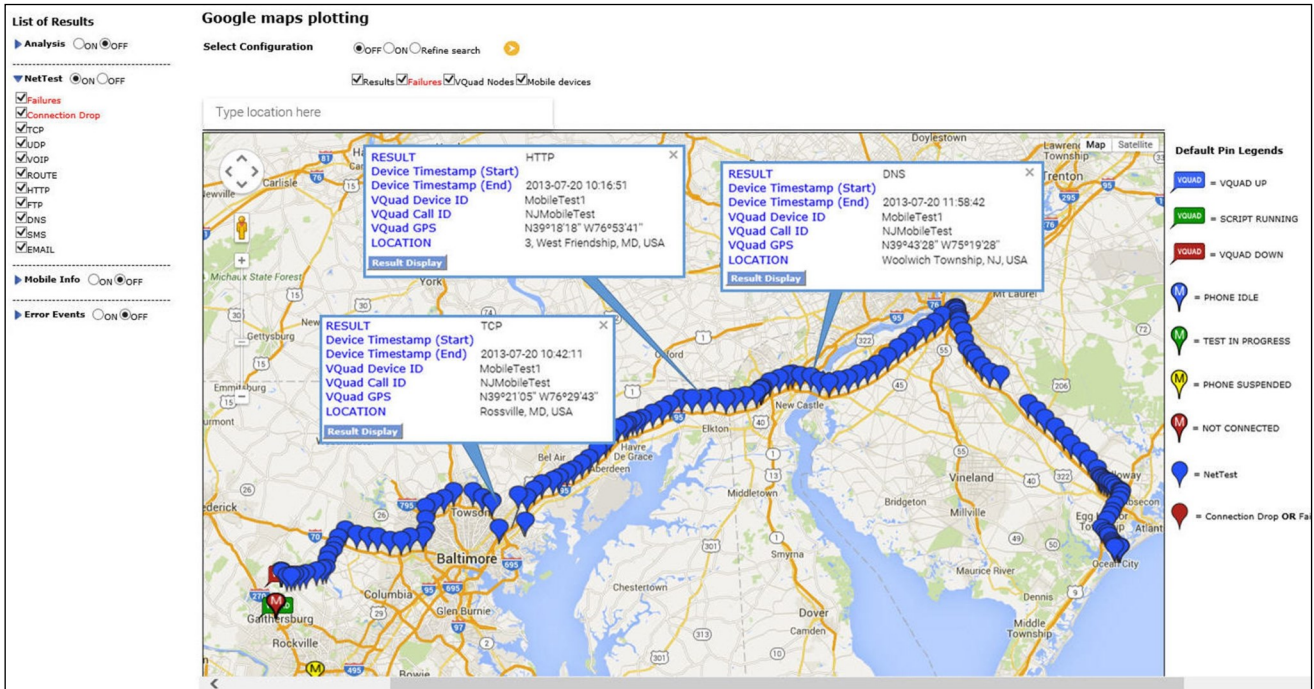 List of Results
Analysis ON OFF
NetTest ON OFF
Failures
Connection Drop
TCP
UDP
VOIP
ROUTE
HTTP
FTP
DNS
SMS
EMAIL
Mobile Info ON OFF
Error Events ON OFF
Google maps plotting
Select Configuration OFF ON Refine search
Results Failures VQuad Nodes Mobile devices
Type location here
Map Satellite
RESULT HTTP
Device Timestamp (Start)
Device Timestamp (End) 2013-07-20 10:16:51
VQuad Device ID MobileTest1
VQuad Call ID NJMobileTest
VQuad GPS N39°18'18" W76°53'41"
LOCATION 3, West Friendship, MD, USA
Result Display
RESULT DNS
Device Timestamp (Start)
Device Timestamp (End) 2013-07-20 11:58:42
VQuad Device ID MobileTest1
VQuad Call ID NJMobileTest
VQuad GPS N39°43'28" W75°19'28"
LOCATION Woolwich Township, NJ, USA
Result Display
RESULT TCP
Device Timestamp (Start)
Device Timestamp (End) 2013-07-20 10:42:11
VQuad Device ID MobileTest1
VQuad Call ID NJMobileTest
VQuad GPS N39°21'05" W76°29'43"
LOCATION Rossville, MD, USA
Result Display
Doylestown
Township
Trenton
Carlisle
Michaux State Forest
York
Mt Laurel
Gettysburg
Oxford
New Castle
Elkton
Havre
De Grace
Bel Air
Aberdeen
Middletown
Vineland
Bridgeton
Millville
Towson
Baltimore
Smyrna
Maurice River
Ocean City
Columbia
Chestertown
Dennis
Gaithersburg
Glen Burnie
Dover
Middle
Township
Rockville
Camden
Bowie
Default Pin Legends
VQUAD = VQUAD UP
VQUAD = SCRIPT RUNNING
VQUAD = VQUAD DOWN
M = PHONE IDLE
M = TEST IN PROGRESS
M = PHONE SUSPENDED
M = NOT CONNECTED
= NetTest
= Connection Drop OR Fai